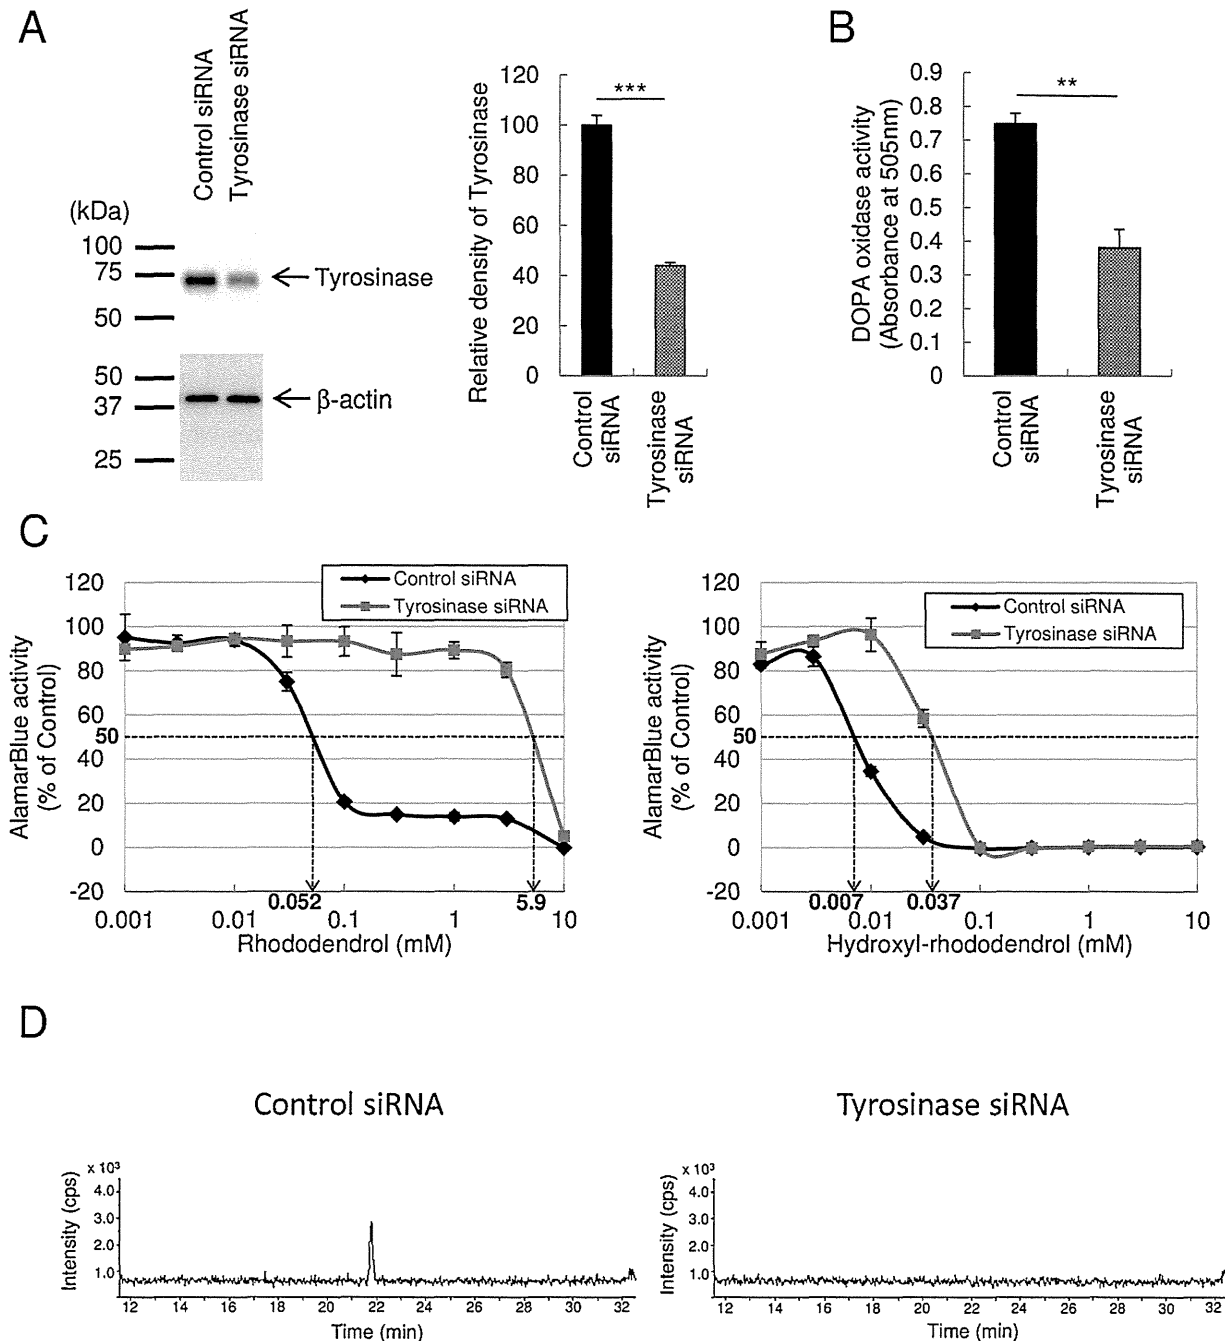 A
Control siRNA
Tyrosinase siRNA
(kDa)
100
75
50
50
37
25
Tyrosinase
β-actin
Relative density of Tyrosinase
120
100
80
60
40
20
0
***
Control siRNA
Tyrosinase siRNA
B
DOPA oxidase activity
(Absorbance at 505nm)
0.9
0.8
0.7
0.6
0.5
0.4
0.3
0.2
0.1
0
**
Control siRNA
Tyrosinase siRNA
C
AlamarBlue activity
(% of Control)
120
100
80
60
50
40
20
0
-20
Control siRNA
Tyrosinase siRNA
0.052
5.9
0.001
0.01
0.1
1
10
Rhododendrol (mM)
AlamarBlue activity
(% of Control)
120
100
80
60
50
40
20
0
-20
Control siRNA
Tyrosinase siRNA
0.007
0.037
0.001
0.01
0.1
1
10
Hydroxyl-rhododendrol (mM)
D
Control siRNA
Intensity (cps)
x 10³
4.0
3.0
2.0
1.0
12 14 16 18 20 22 24 26 28 30 32
Time (min)
Tyrosinase siRNA
Intensity (cps)
x 10³
4.0
3.0
2.0
1.0
12 14 16 18 20 22 24 26 28 30 32
Time (min)